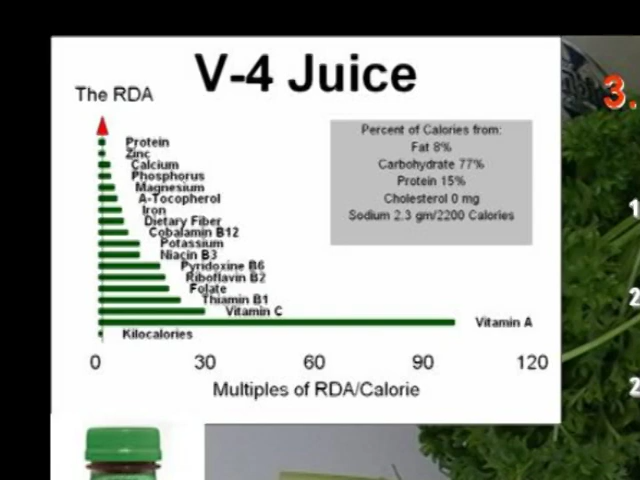 V-4 Juice
The RDA
Protein
Zinc
Calcium
Phosphorus
Magnesium
A-Tocopherol
Iron
Dietary Fiber
Cobalamin B12
Potassium
Niacin B3
Pyridoxine B6
Riboflavin B2
Folate
Thiamin B1
Vitamin C
Vitamin A
Kilocalories
0 30 60 90 120
Multiples of RDA/Calorie
Percent of Calories from:
Fat 8%
Carbohydrate 77%
Protein 15%
Cholesterol 0 mg
Sodium 2.3 gm/2200 Calories
3.
1
2
2